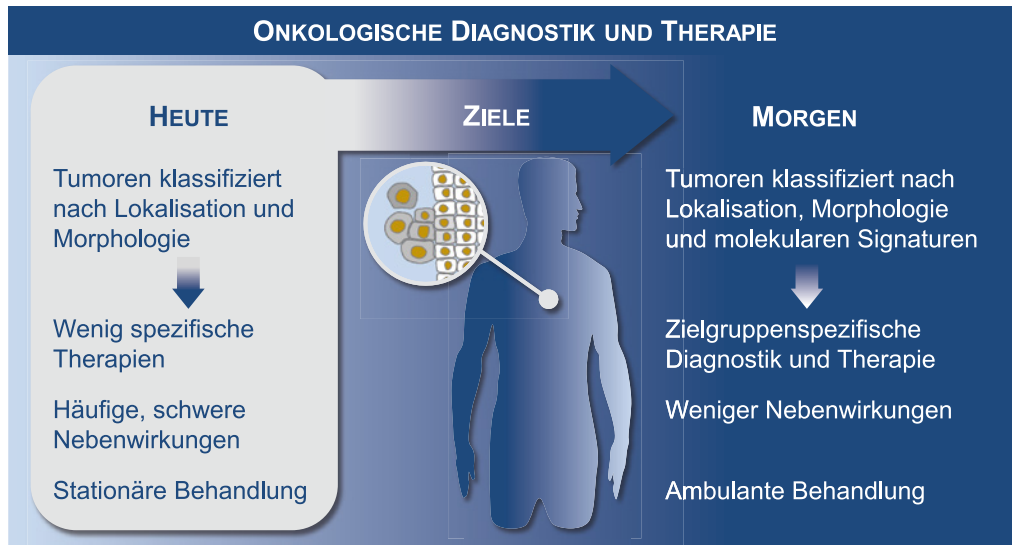 ONKOLOGISCHE DIAGNOSTIK UND THERAPIE
HEUTE
Tumoren klassifiziert
nach Lokalisation und
Morphologie
Wenig spezifische
Therapien
Häufige, schwere
Nebenwirkungen
Stationäre Behandlung
ZIELE
MORGEN
Tumoren klassifiziert nach
Lokalisation, Morphologie
und molekularen Signaturen
Zielgruppenspezifische
Diagnostik und Therapie
Weniger Nebenwirkungen
Ambulante Behandlung